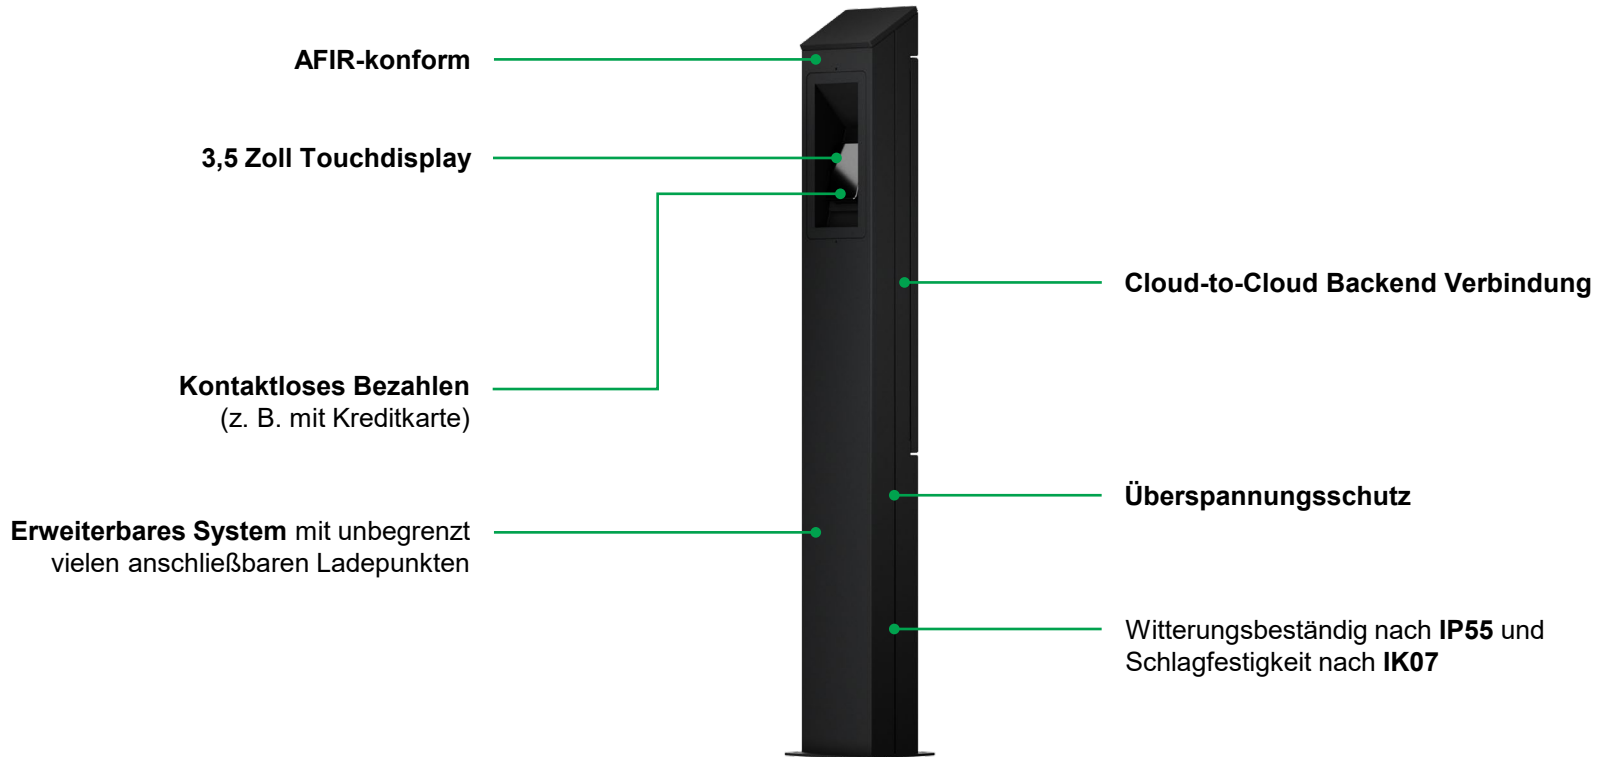 AFIR-konform
3,5 Zoll Touchdisplay
Kontaktloses Bezahlen
(z. B. mit Kreditkarte)
Erweiterbares System mit unbegrenzt
vielen anschließbaren Ladepunkten
Cloud-to-Cloud Backend Verbindung
Überspannungsschutz
Witterungsbeständig nach IP55 und
Schlagfestigkeit nach IK07